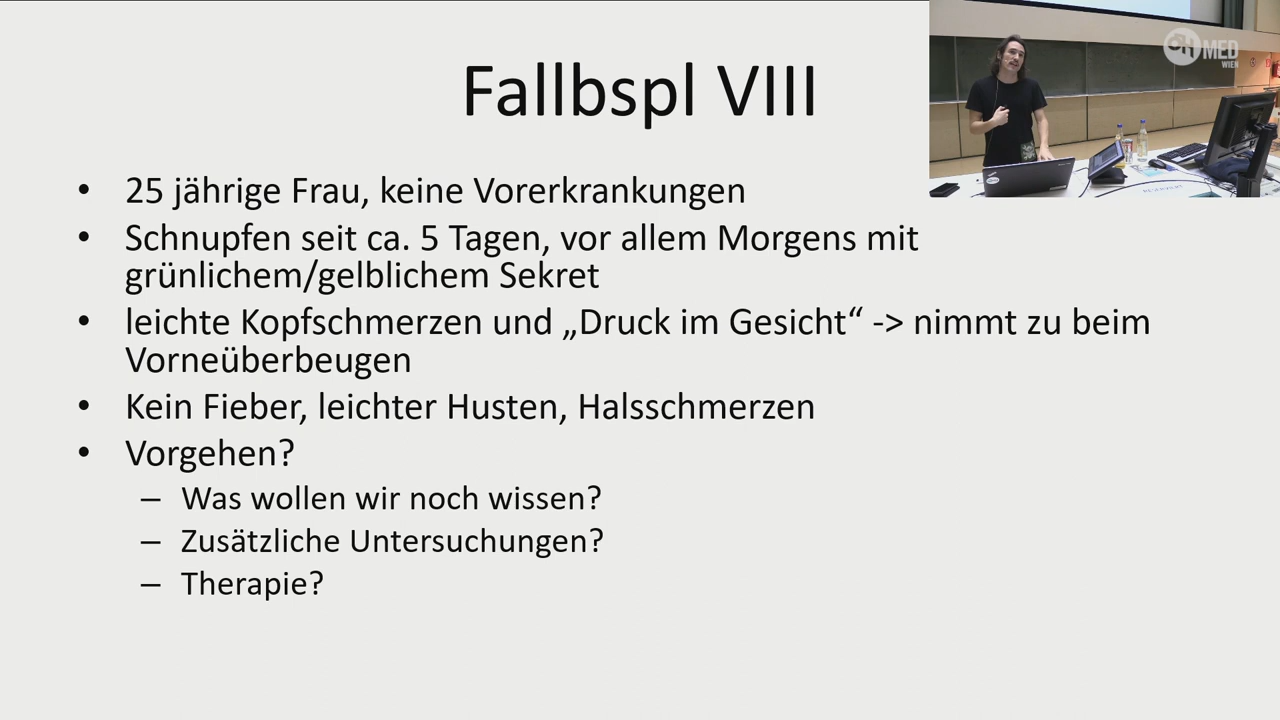 Fallbspl VIII
• 25 jährige Frau, keine Vorerkrankungen
• Schnupfen seit ca. 5 Tagen, vor allem Morgens mit
grünlichem/gelblichem Sekret
• leichte Kopfschmerzen und „Druck im Gesicht“ -> nimmt zu beim
Vorneüberbeugen
• Kein Fieber, leichter Husten, Halsschmerzen
• Vorgehen?
– Was wollen wir noch wissen?
– Zusätzliche Untersuchungen?
– Therapie?
MED
WIEN